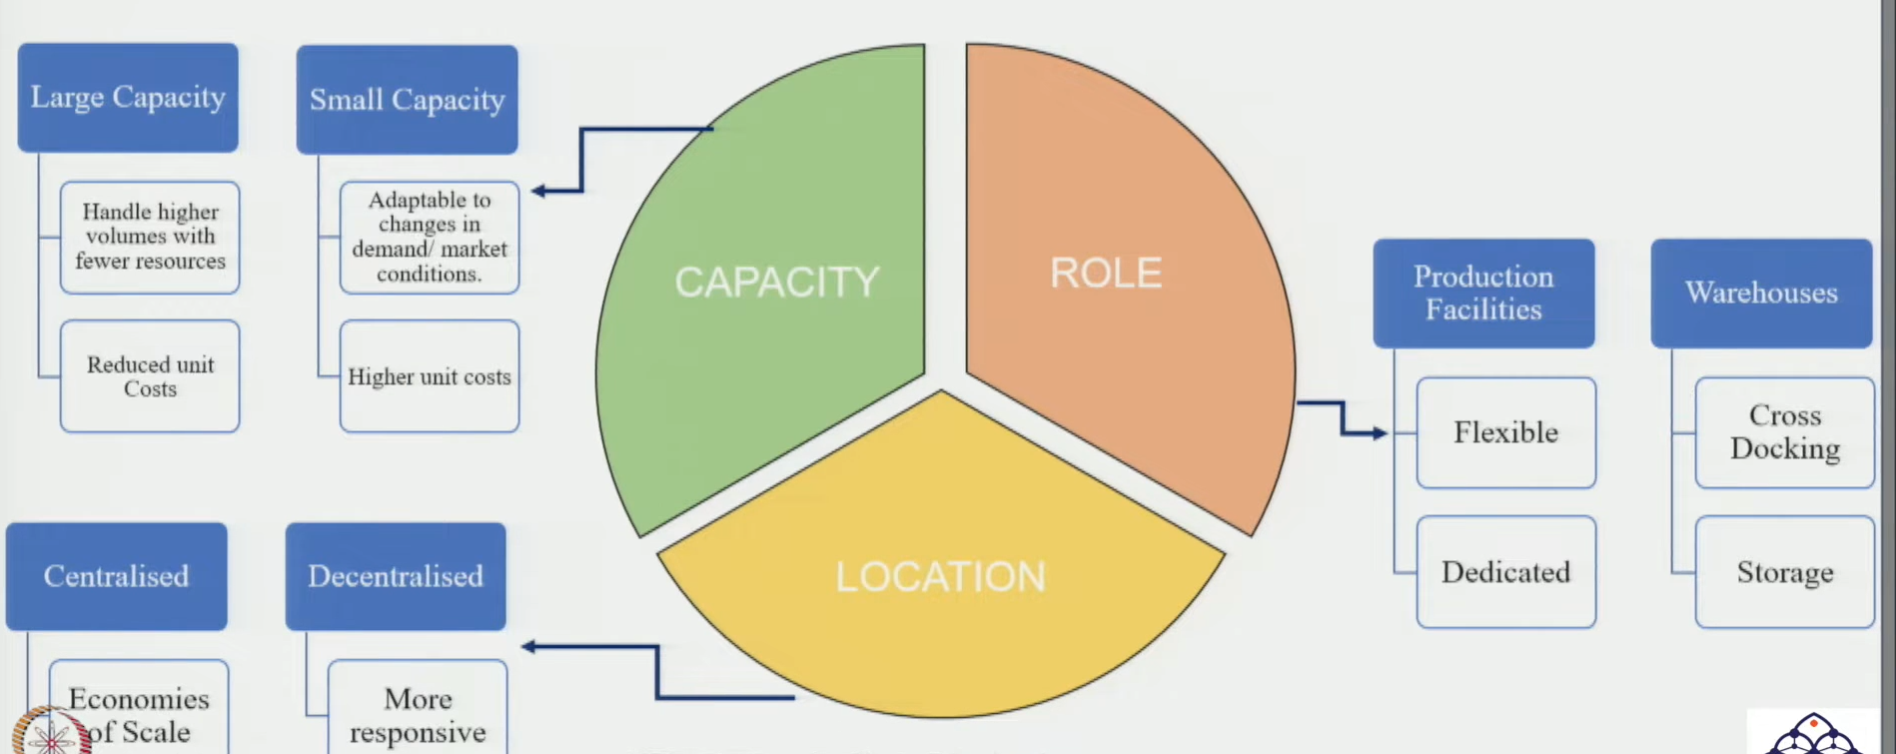 Large Capacity
Handle higher
volumes with
fewer resources
Reduced unit
Costs
Small Capacity
Adaptable to
changes in
demand/ market
conditions.
Higher unit costs
CAPACITY
ROLE
LOCATION
Production
Facilities
Flexible
Dedicated
Warehouses
Cross
Docking
Storage
Centralised
Economies
of Scale
Decentralised
More
responsive